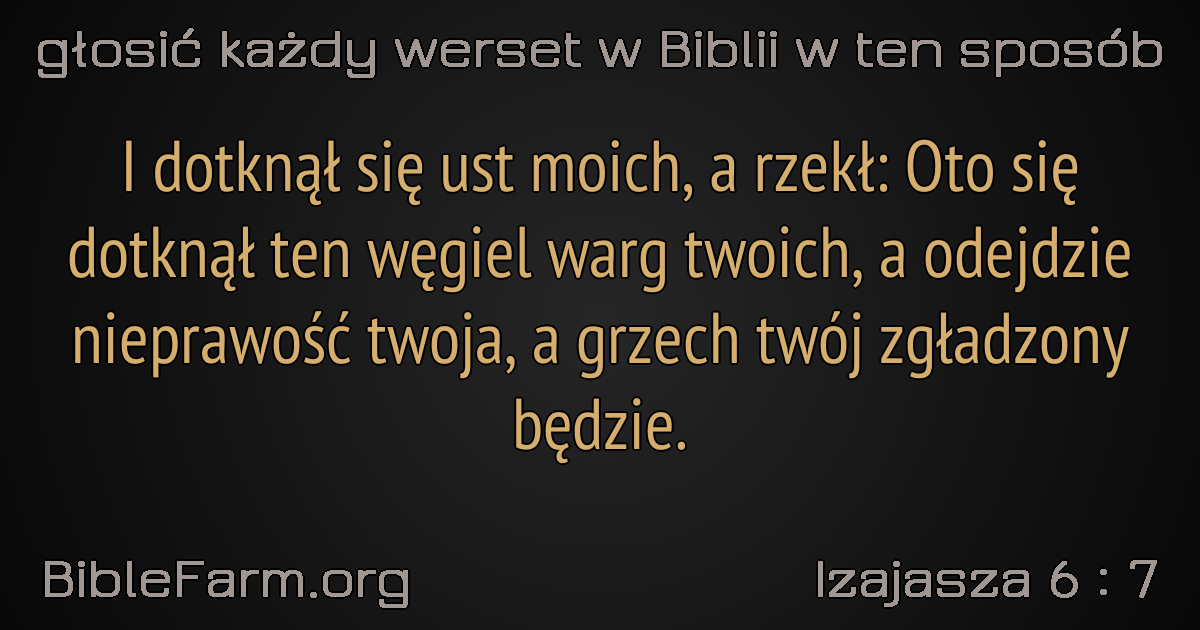 głosić każdy werset w Biblii w ten sposób
I dotknął się ust moich, a rzekł: Oto się
dotknął ten węgiel warg twoich, a odejdzie
nieprawość twoja, a grzech twój zgładzony
będzie.
BibleFarm.org
Izajasza 6 : 7